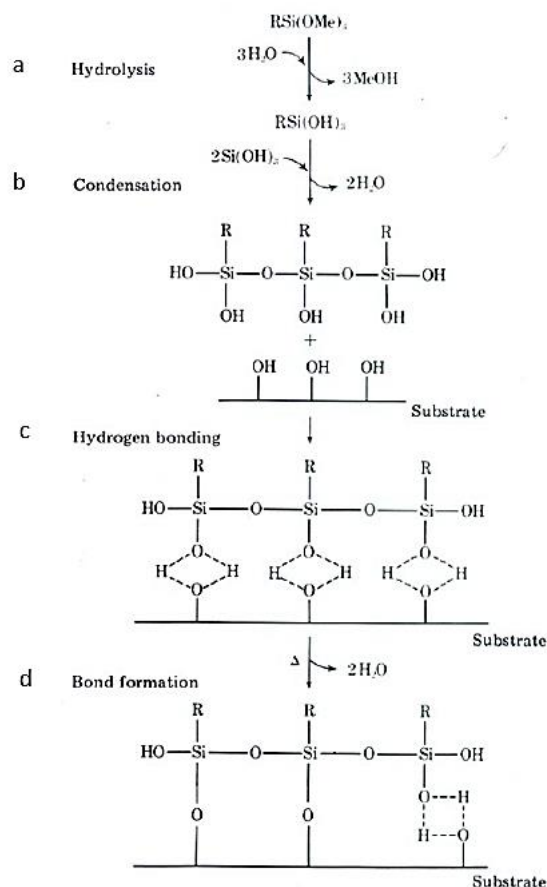 RSi(OMe)₃
3H₂O
a Hydrolysis
3MeOH
RSi(OH)₃
2Si(OH)₃
b Condensation 2H₂O
R R R
HO—Si—O—Si—O—Si—OH
OH OH OH
+
OH OH OH
Substrate
c Hydrogen bonding
R R R
HO—Si—O—Si—O—Si—OH
O O O
H H H H H H
O O O
Substrate
Δ 2H₂O
d Bond formation
R R R
HO—Si—O—Si—O—Si—OH
O---H
O O
H---O
Substrate